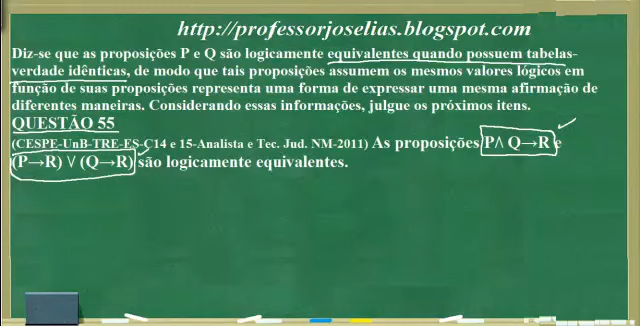 http://professorjoselias.blogspot.com
Diz-se que as proposições P e Q são logicamente equivalentes quando possuem tabelas-
verdade idênticas, de modo que tais proposições assumem os mesmos valores lógicos em
função de suas proposições representa uma forma de expressar uma mesma afirmação de
diferentes maneiras. Considerando essas informações, julgue os próximos itens.
QUESTÃO 55
(CESPE-UnB-TRE-ES-C14 e 15-Analista e Tec. Jud. NM-2011) As proposições P∧ Q→R e
(P→R) ∨ (Q→R) são logicamente equivalentes.